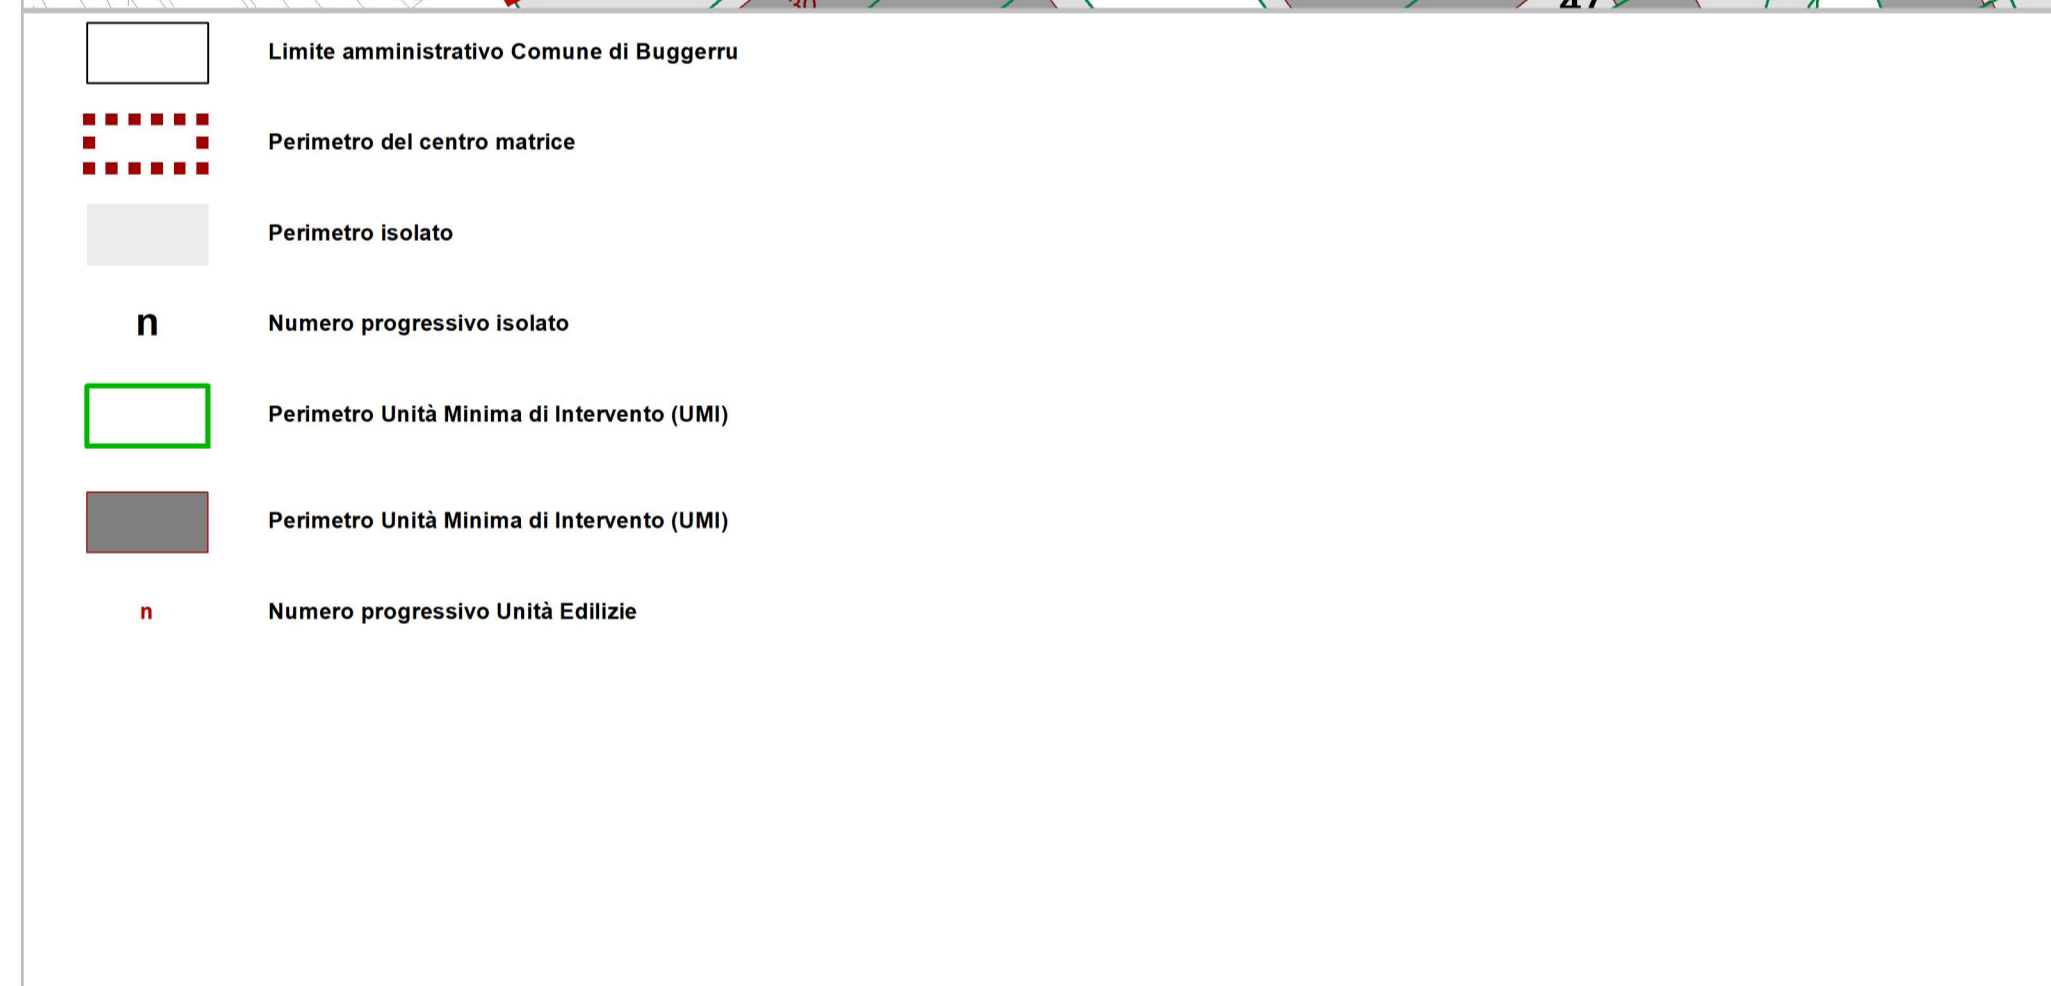 Limite amministrativo Comune di Buggerru
Perimetro del centro matrice
Perimetro isolato
n Numero progressivo isolato
Perimetro Unità Minima di Intervento (UMI)
Perimetro Unità Minima di Intervento (UMI)
n Numero progressivo Unità Edilizie